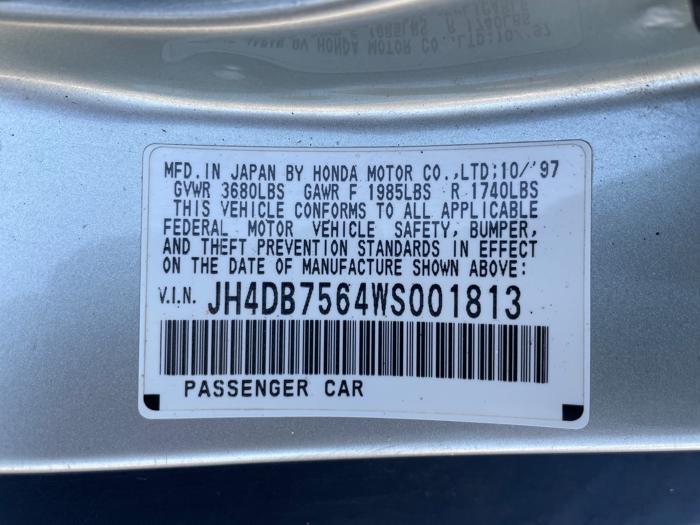 MFD. IN JAPAN BY HONDA MOTOR CO.,LTD;10/'97
GVWR 3680LBS GAWR F 1985LBS R 1740LBS
THIS VEHICLE CONFORMS TO ALL APPLICABLE
FEDERAL MOTOR VEHICLE SAFETY, BUMPER,
AND THEFT PREVENTION STANDARDS IN EFFECT
ON THE DATE OF MANUFACTURE SHOWN ABOVE:
V.I.N. JH4DB7564WS001813
PASSENGER CAR